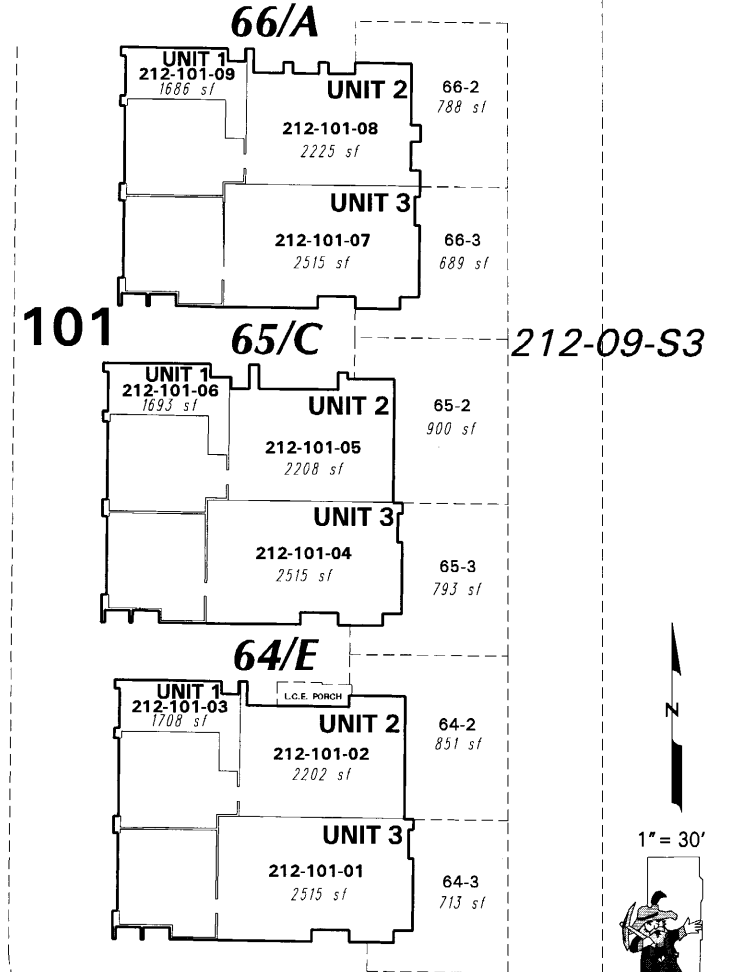 66/A
UNIT 1
212-101-09
1686 sf
UNIT 2
212-101-08
2225 sf
66-2
788 sf
UNIT 3
212-101-07
2515 sf
66-3
689 sf
101
65/C
212-09-S3
UNIT 1
212-101-06
1693 sf
UNIT 2
212-101-05
2208 sf
65-2
900 sf
UNIT 3
212-101-04
2515 sf
65-3
793 sf
64/E
L.C.E. PORCH
UNIT 1
212-101-03
1708 sf
UNIT 2
212-101-02
2202 sf
64-2
851 sf
N
UNIT 3
212-101-01
2515 sf
64-3
713 sf
1" = 30'